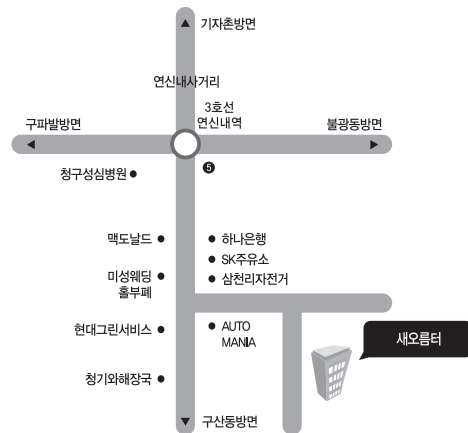 기자촌방면
연신내사거리
3호선
연신내역
구파발방면
불광동방면
청구성심병원
5
맥도날드
하나은행
SK주유소
미성웨딩
홀부페
삼천리자전거
현대그린서비스
AUTO
MANIA
새오름터
청기와해장국
구산동방면